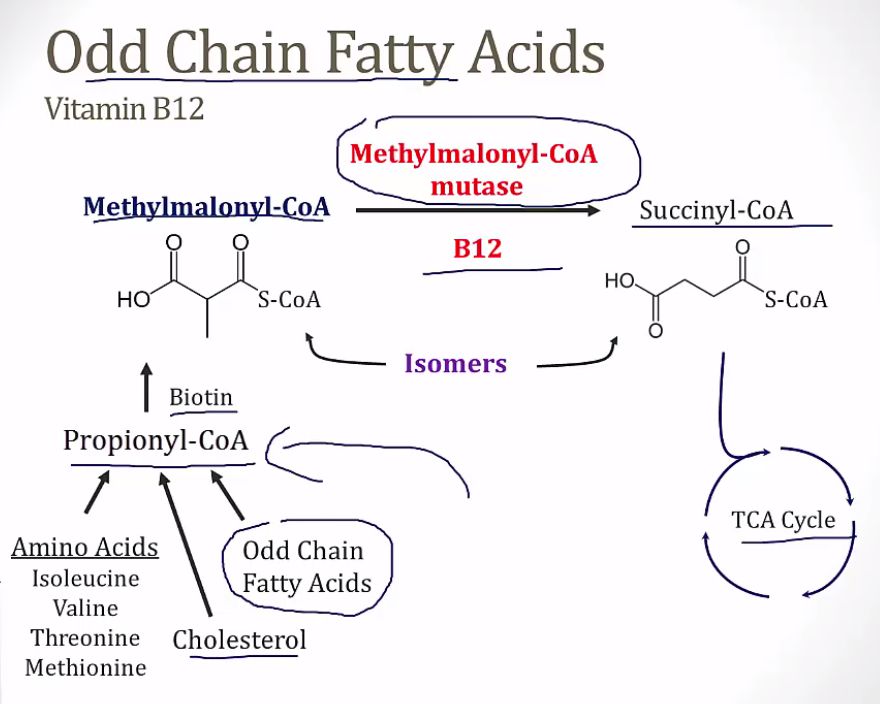 Odd Chain Fatty Acids
Vitamin B12
Methylmalonyl-CoA
mutase
Methylmalonyl-CoA
Succinyl-CoA
B12
O O
HO
S-CoA
O
HO
S-CoA
O
Isomers
Biotin
Propionyl-CoA
TCA Cycle
Amino Acids
Isoleucine
Valine
Threonine
Methionine
Odd Chain
Fatty Acids
Cholesterol